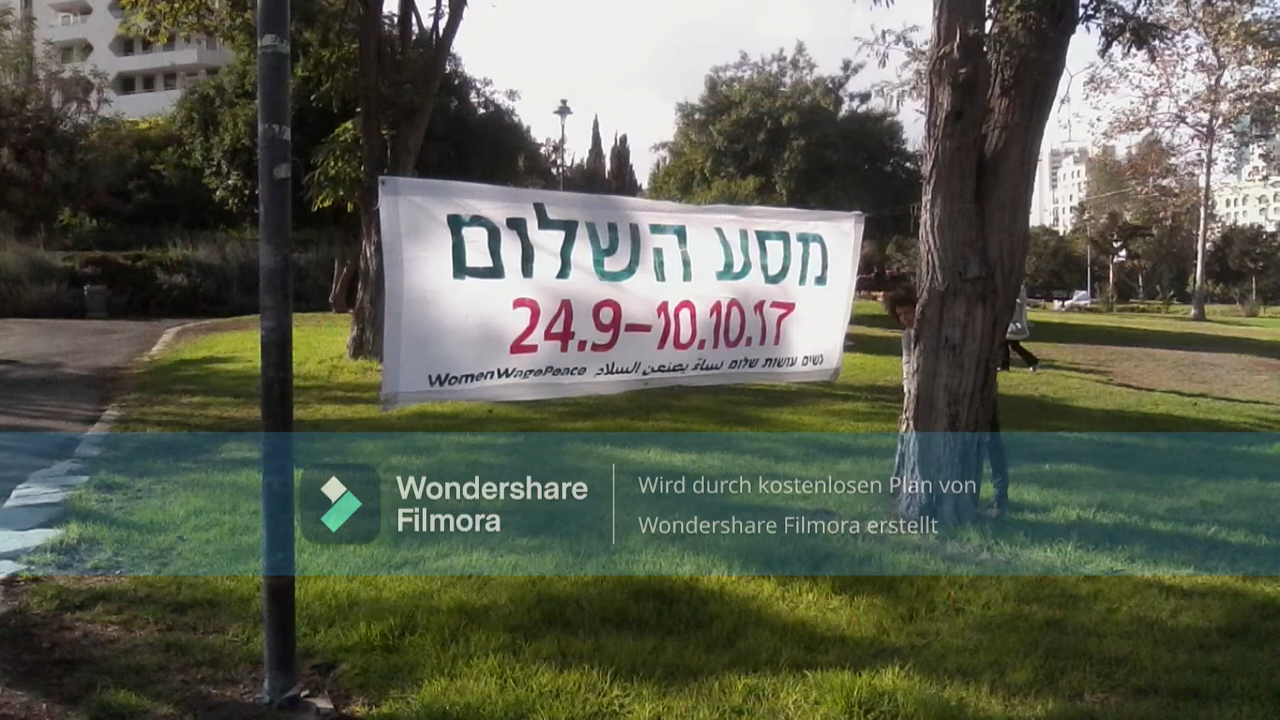 מסע השלום
24.9-10.10.17
נשים עושות שלום نساء يصنعن السلام WomenWagePeace
Wondershare
Filmora
Wird durch kostenlosen Plan von
Wondershare Filmora erstellt